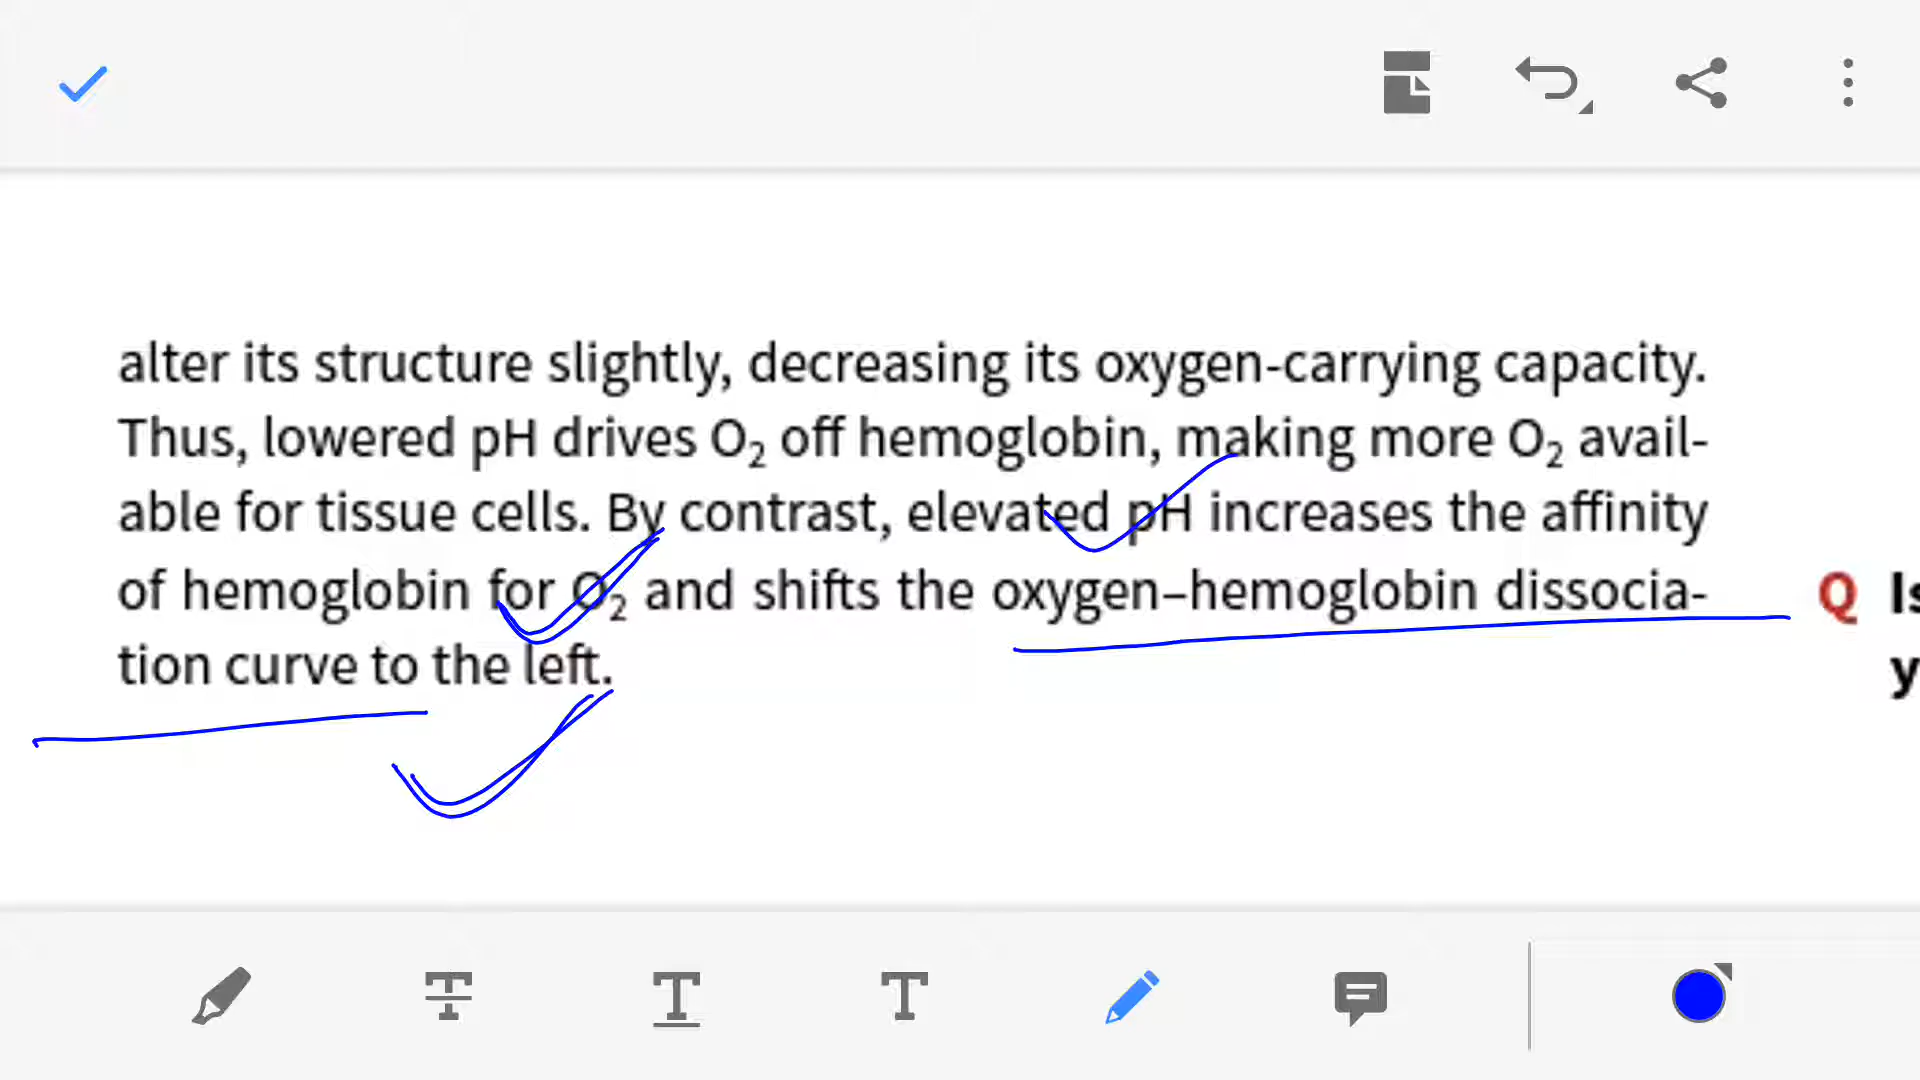 alter its structure slightly, decreasing its oxygen-carrying capacity.
Thus, lowered pH drives O₂ off hemoglobin, making more O₂ avail-
able for tissue cells. By contrast, elevated pH increases the affinity
of hemoglobin for O₂ and shifts the oxygen–hemoglobin dissocia-
tion curve to the left.
Q Is
y